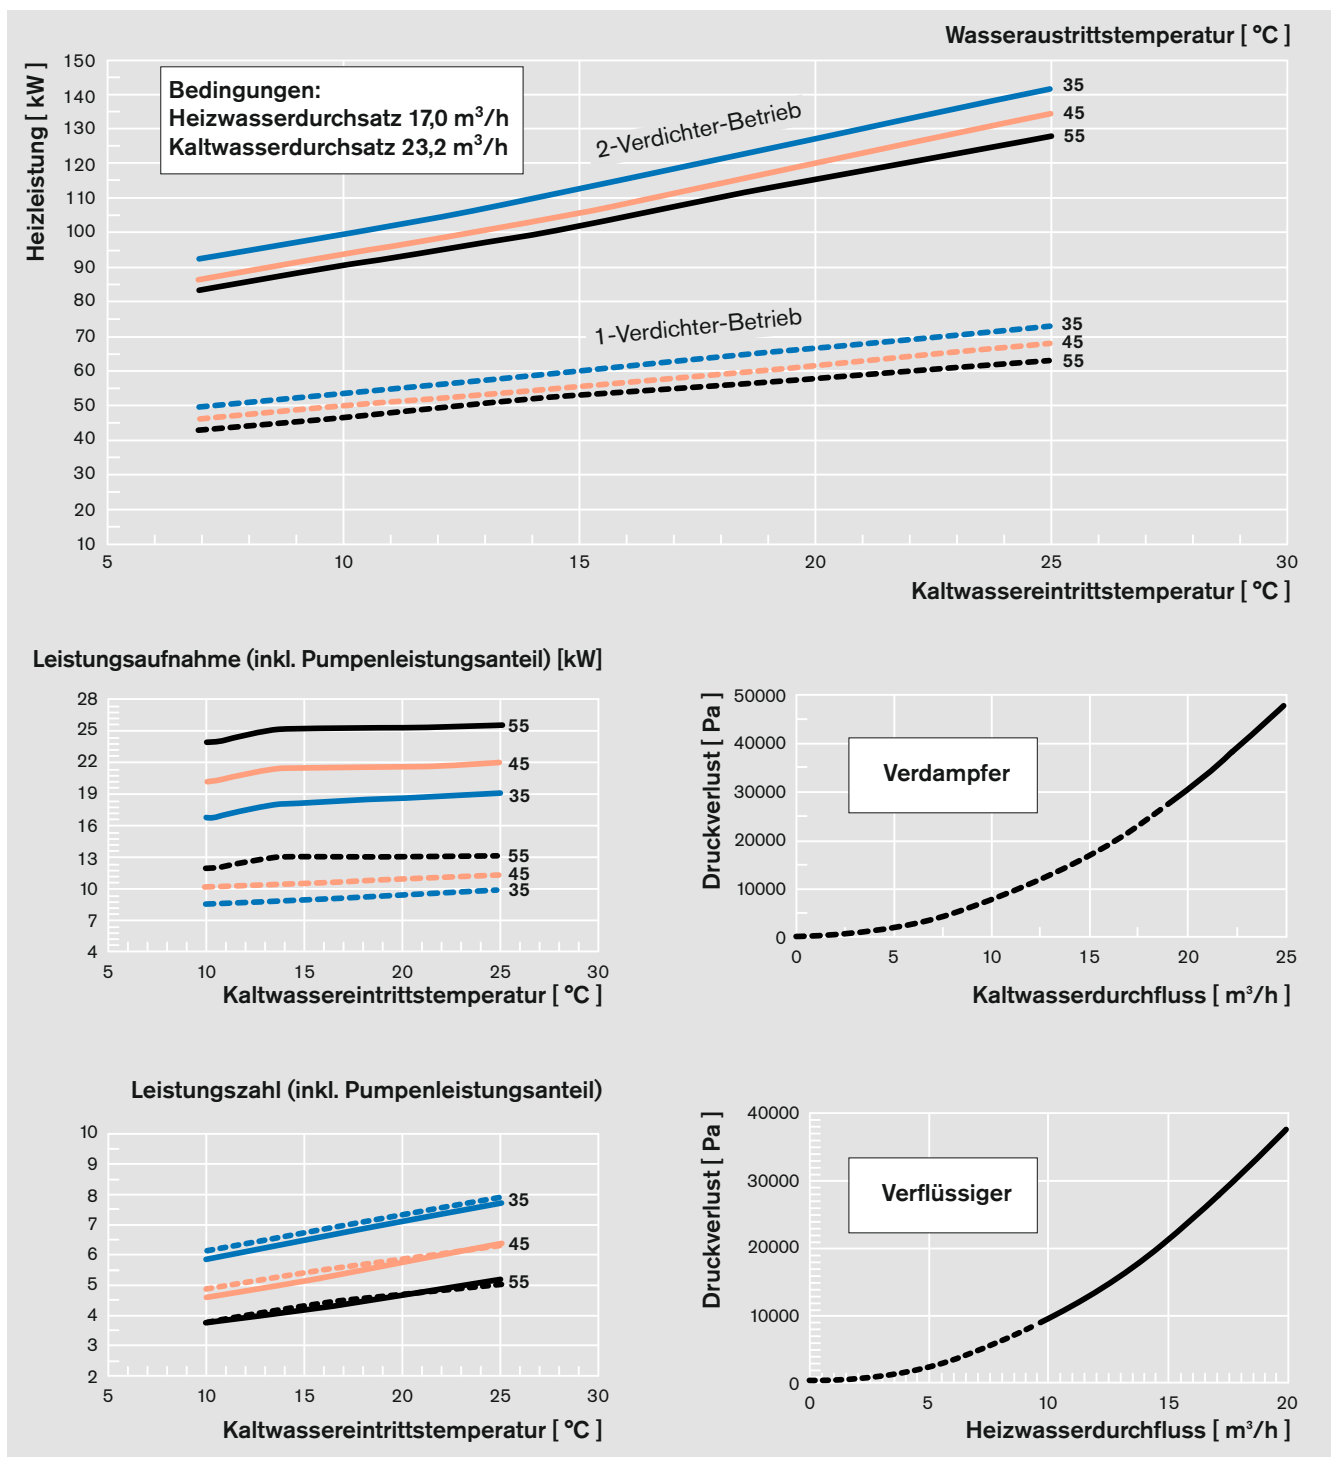 Wasseraustrittstemperatur [ °C ]
Heizleistung [ kW ]
150
140
130
120
110
100
90
80
70
60
50
40
30
20
10
Bedingungen:
Heizwasserdurchsatz 17,0 m³/h
Kaltwasserdurchsatz 23,2 m³/h
2-Verdichter-Betrieb
35
45
55
1-Verdichter-Betrieb
35
45
55
5 10 15 20 25 30
Kaltwassereintrittstemperatur [ °C ]
Leistungsaufnahme (inkl. Pumpenleistungsanteil) [kW]
28
25
22
19
16
13
10
7
4
55
45
35
55
45
35
5 10 15 20 25 30
Kaltwassereintrittstemperatur [ °C ]
Druckverlust [ Pa ]
50000
40000
30000
20000
10000
0
Verdampfer
0 5 10 15 20 25
Kaltwasserdurchfluss [ m³/h ]
Leistungszahl (inkl. Pumpenleistungsanteil)
10
9
8
7
6
5
4
3
2
35
45
55
5 10 15 20 25 30
Kaltwassereintrittstemperatur [ °C ]
Druckverlust [ Pa ]
40000
30000
20000
10000
0
Verflüssiger
0 5 10 15 20
Heizwasserdurchfluss [ m³/h ]